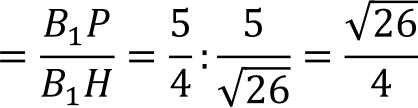 = B₁P/B₁H = 5/4 : 5/√26 = √26/4